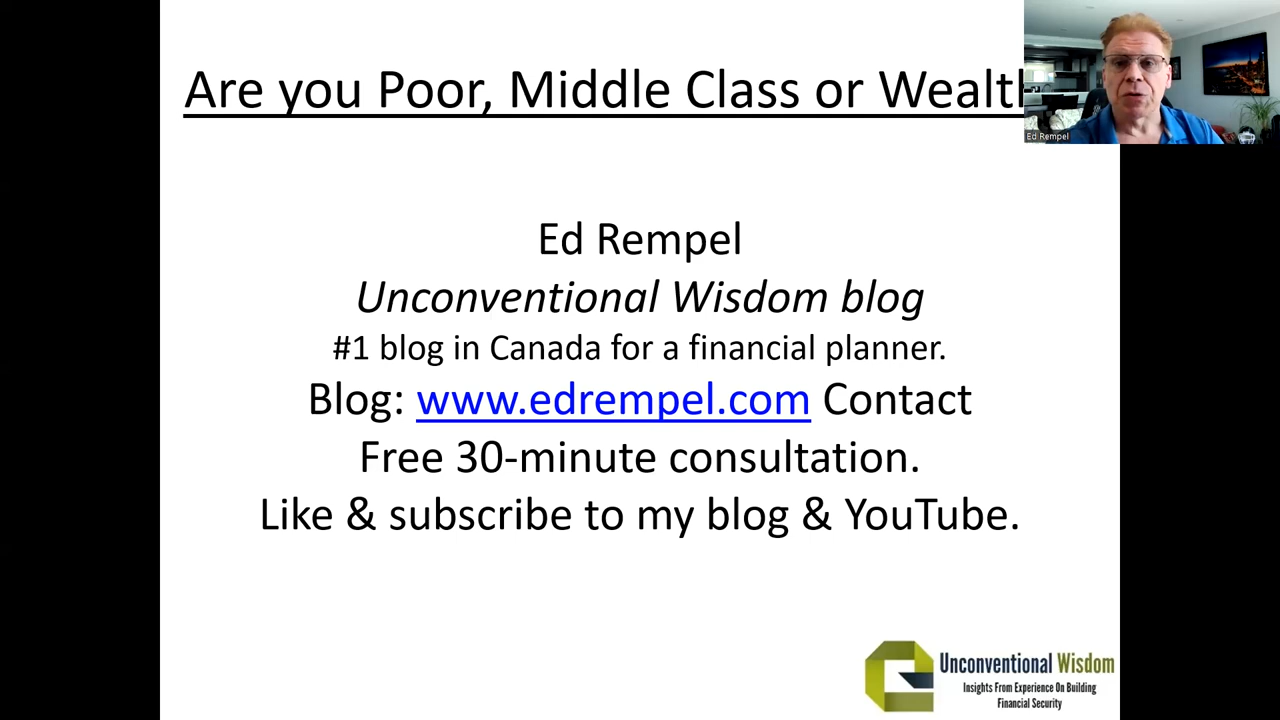 Are you Poor, Middle Class or Wealth
Ed Rempel
Ed Rempel
Unconventional Wisdom blog
#1 blog in Canada for a financial planner.
Blog: www.edrempel.com Contact
Free 30-minute consultation.
Like & subscribe to my blog & YouTube.
Unconventional Wisdom
Insights From Experience On Building
Financial Security